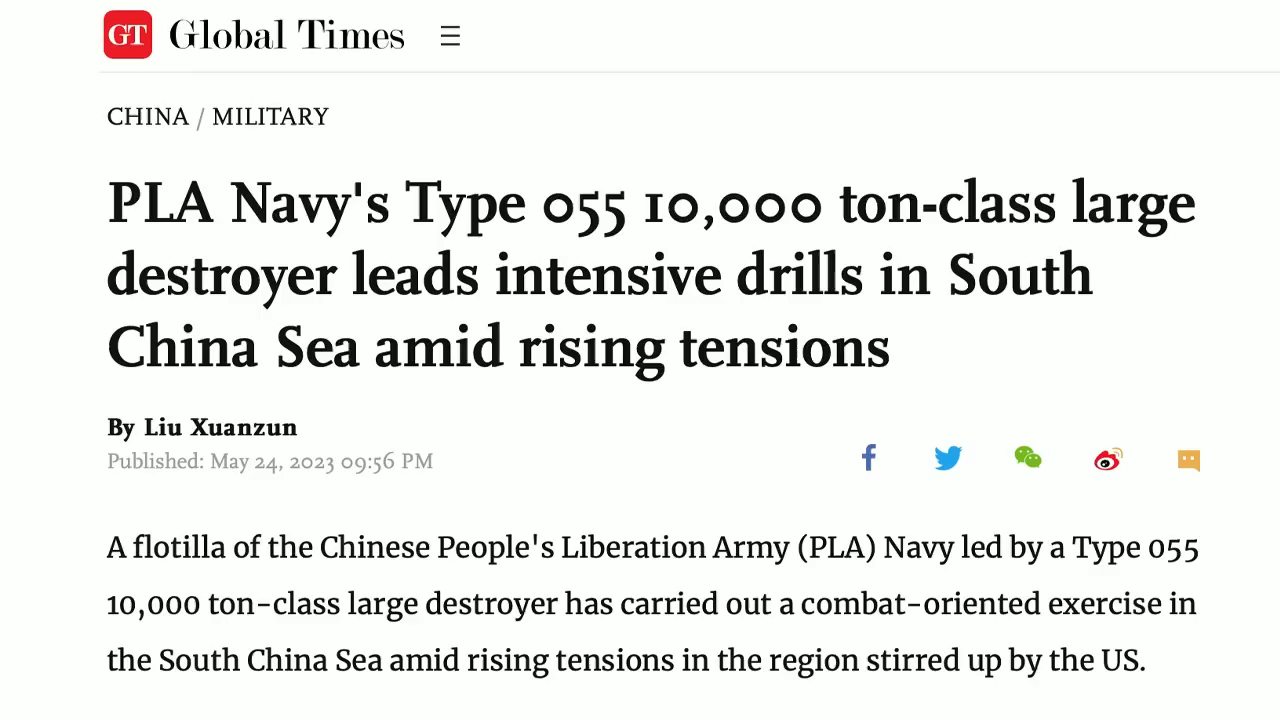 GT Global Times
CHINA / MILITARY
PLA Navy's Type 055 10,000 ton-class large
destroyer leads intensive drills in South
China Sea amid rising tensions
By Liu Xuanzun
Published: May 24, 2023 09:56 PM
A flotilla of the Chinese People's Liberation Army (PLA) Navy led by a Type 055
10,000 ton-class large destroyer has carried out a combat-oriented exercise in
the South China Sea amid rising tensions in the region stirred up by the US.